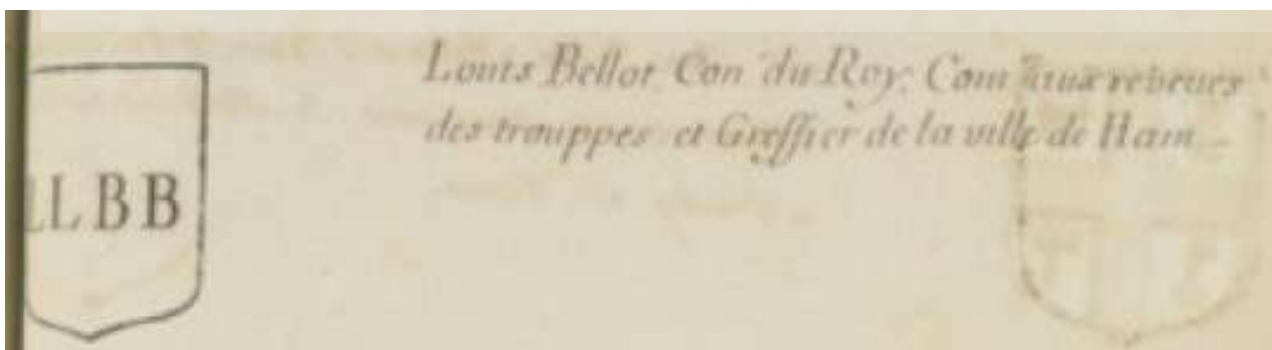 LLBB
Louis Bellot Con du Roy. Com aux reveues
des trouppes et Greffier de la ville de Ham